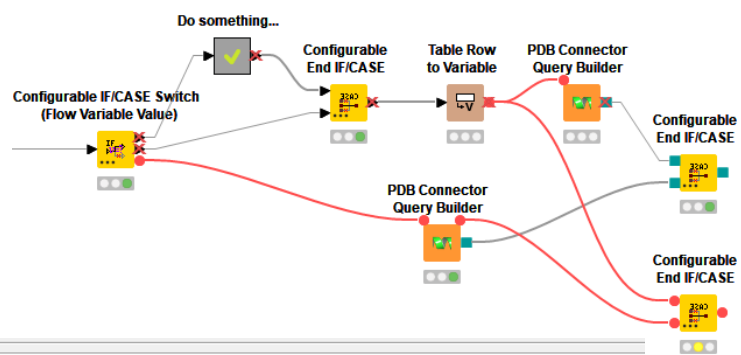 Do something...
Configurable
End IF/CASE
Table Row
to Variable
PDB Connector
Query Builder
Configurable IF/CASE Switch
(Flow Variable Value)
Configurable
End IF/CASE
PDB Connector
Query Builder
Configurable
End IF/CASE